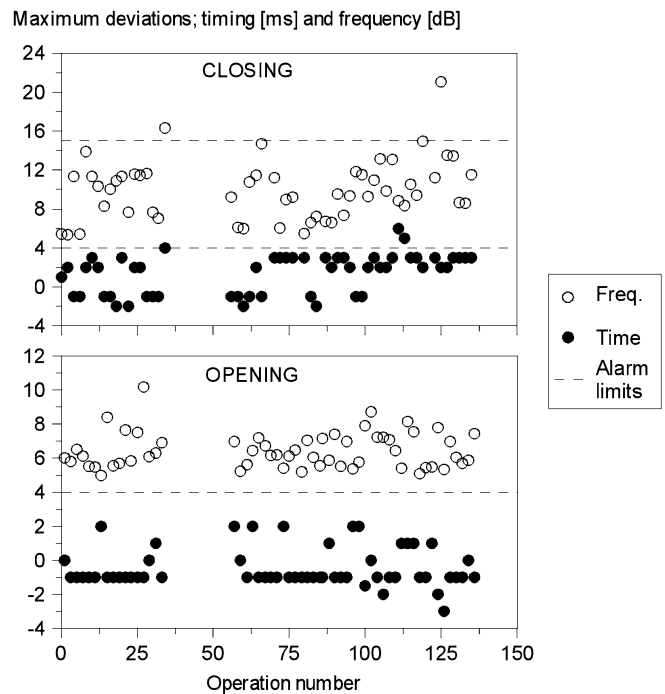 Maximum deviations; timing [ms] and frequency [dB]
24
CLOSING
20
16
12
8
4
0
-4
Freq.
Time
Alarm
limits
12
OPENING
10
8
6
4
2
0
-2
-4
0 25 50 75 100 125 150
Operation number